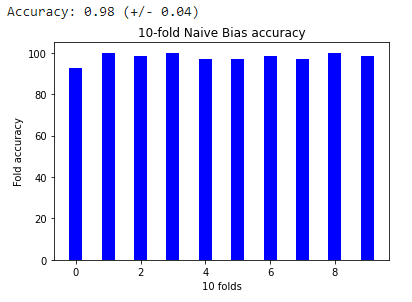 Accuracy: 0.98 (+/- 0.04)
10-fold Naive Bias accuracy
100
80
60
40
20
0
Fold accuracy
0 2 4 6 8
10 folds